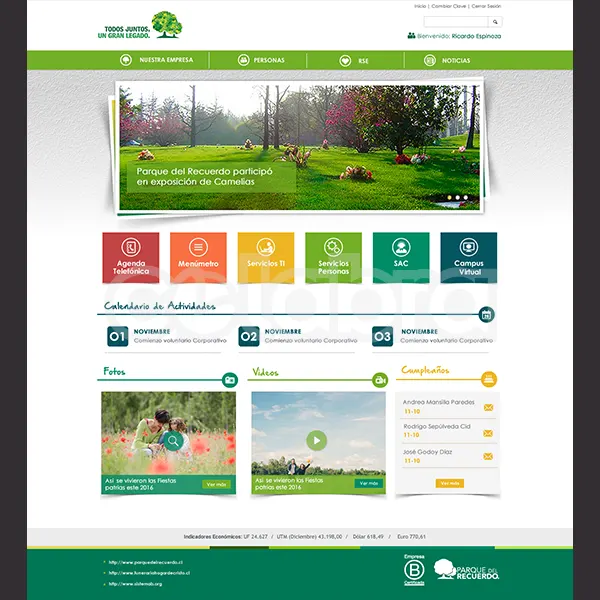 Inicio | Cambiar Clave | Cerrar Sesión
TODOS JUNTOS,
UN GRAN LEGADO.
Bienvenido: Ricardo Espinoza
NUESTRA EMPRESA
PERSONAS
RSE
NOTICIAS
Parque del Recuerdo participó
en exposición de Camelias
Agenda
Telefónica
Menúmetro
Servicios TI
Servicios
Personas
SAC
Campus
Virtual
Calendario de Actividades
01 NOVIEMBRE
Comienzo voluntario Corporativo
02 NOVIEMBRE
Comienzo voluntario Corporativo
03 NOVIEMBRE
Comienzo voluntario Corporativo
Fotos
Videos
Cumpleaños
Andrea Mansilla Paredes
11-10
Rodrigo Sepúlveda Cid
11-10
José Godoy Díaz
11-10
Así se vivieron las Fiestas
patrias este 2016
Ver más
Así se vivieron las Fiestas
patrias este 2016
Ver más
Ver más
Indicadores Económicos: UF 24.627 / UTM (Diciembre) 43.198,00 / Dólar 618,49 / Euro 770,61
http://www.parquedelrecuerdo.cl
http://www.funerariahogardecristo.cl
http://www.sistemab.org
Empresa
B
Certificada
PARQUE DEL
RECUERDO.